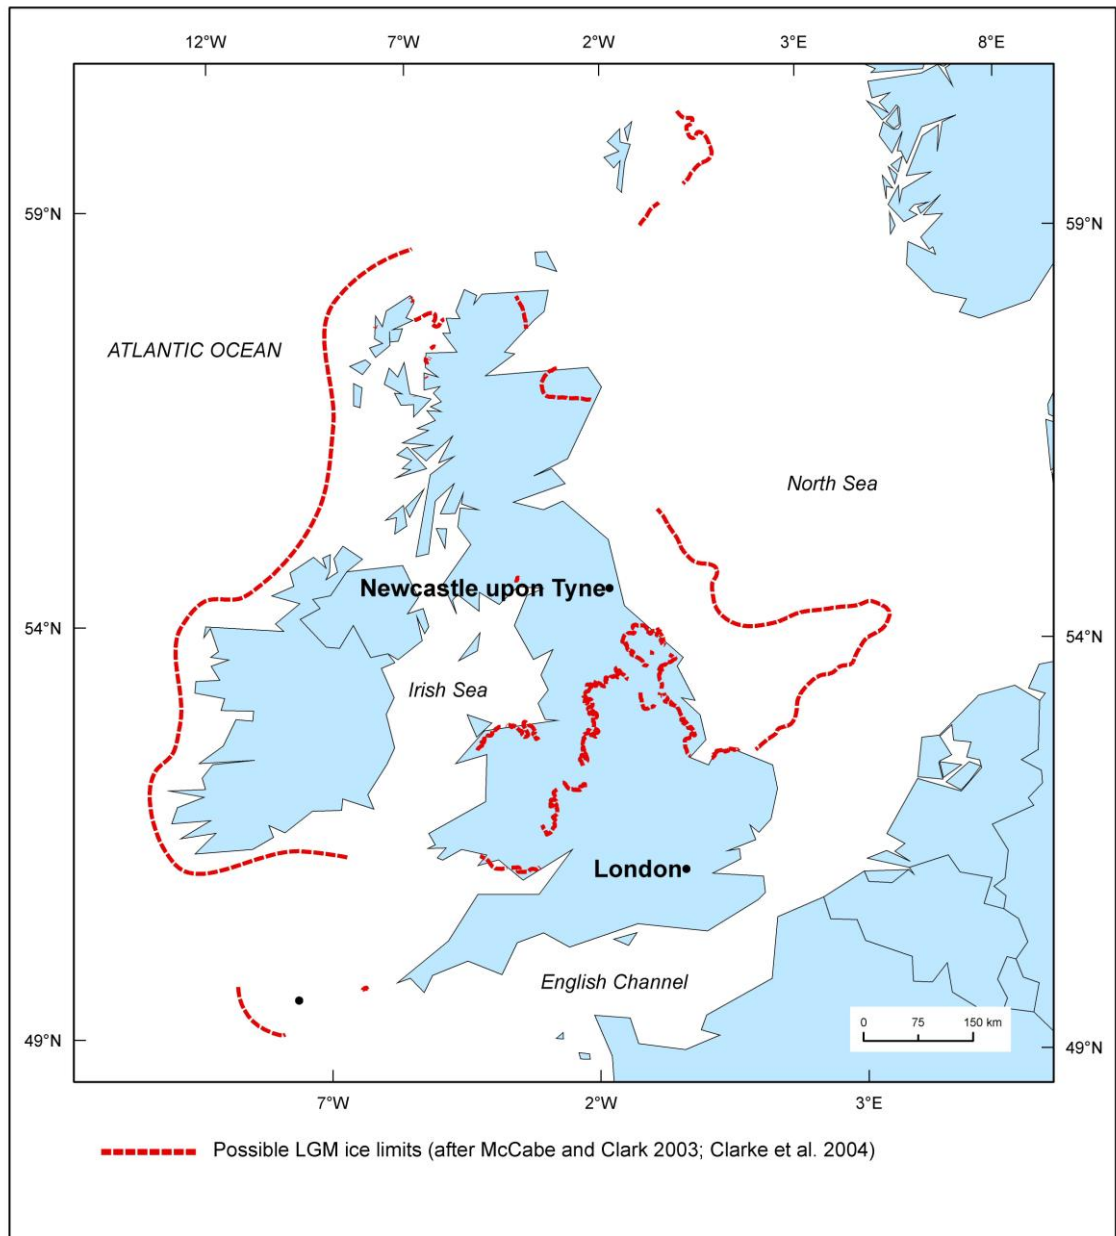 12°W 7°W 2°W 3°E 8°E
59°N 59°N
ATLANTIC OCEAN
North Sea
Newcastle upon Tyne
54°N 54°N
Irish Sea
London
English Channel
0 75 150 km
49°N 49°N
7°W 2°W 3°E
Possible LGM ice limits (after McCabe and Clark 2003; Clarke et al. 2004)